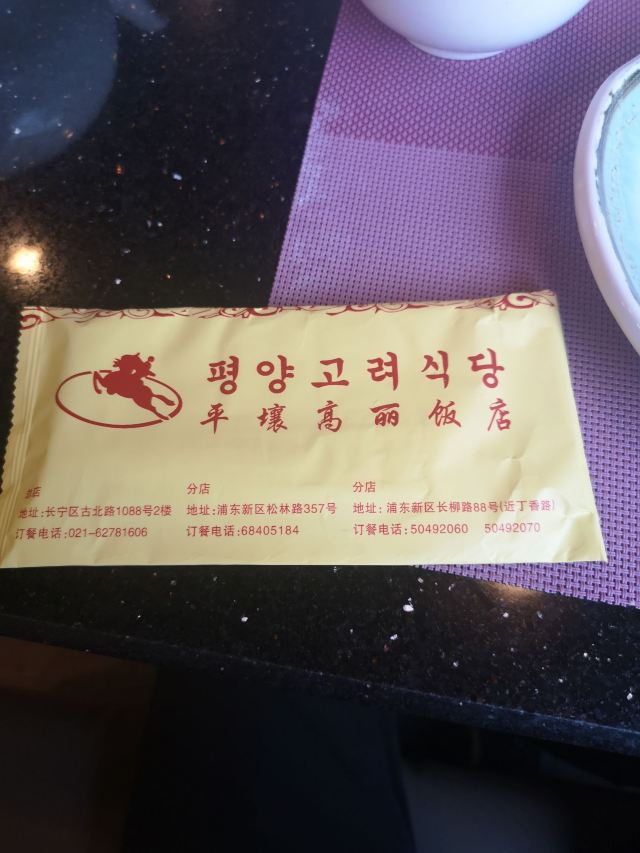 평양고려식당
平壤高丽饭店
总店
地址:长宁区古北路1088号2楼
订餐电话:021-62781606
分店
地址:浦东新区松林路357号
订餐电话:68405184
分店
地址:浦东新区长柳路88号(近丁香路)
订餐电话:50492060 50492070